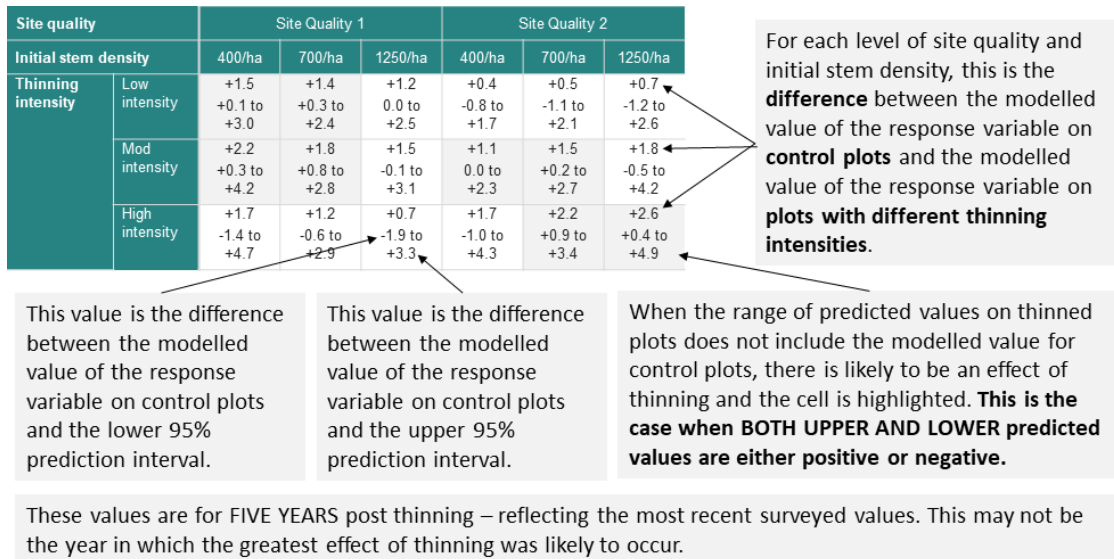 Site quality Site Quality 1 Site Quality 2
Initial stem density 400/ha 700/ha 1250/ha 400/ha 700/ha 1250/ha
Thinning Low +1.5 +1.4 +1.2 +0.4 +0.5 +0.7
intensity intensity +0.1 to +0.3 to 0.0 to -0.8 to -1.1 to -1.2 to
+3.0 +2.4 +2.5 +1.7 +2.1 +2.6
Mod +2.2 +1.8 +1.5 +1.1 +1.5 +1.8
intensity +0.3 to +0.8 to -0.1 to 0.0 to +0.2 to -0.5 to
+4.2 +2.8 +3.1 +2.3 +2.7 +4.2
High +1.7 +1.2 +0.7 +1.7 +2.2 +2.6
intensity -1.4 to -0.6 to -1.9 to -1.0 to +0.9 to +0.4 to
+4.7 +2.9 +3.3 +4.3 +3.4 +4.9
For each level of site quality and
initial stem density, this is the
difference between the modelled
value of the response variable on
control plots and the modelled
value of the response variable on
plots with different thinning
intensities.
This value is the difference
between the modelled
value of the response
variable on control plots
and the lower 95%
prediction interval.
This value is the difference
between the modelled
value of the response
variable on control plots
and the upper 95%
prediction interval.
When the range of predicted values on thinned
plots does not include the modelled value for
control plots, there is likely to be an effect of
thinning and the cell is highlighted. This is the
case when BOTH UPPER AND LOWER predicted
values are either positive or negative.
These values are for FIVE YEARS post thinning – reflecting the most recent surveyed values. This may not be
the year in which the greatest effect of thinning was likely to occur.